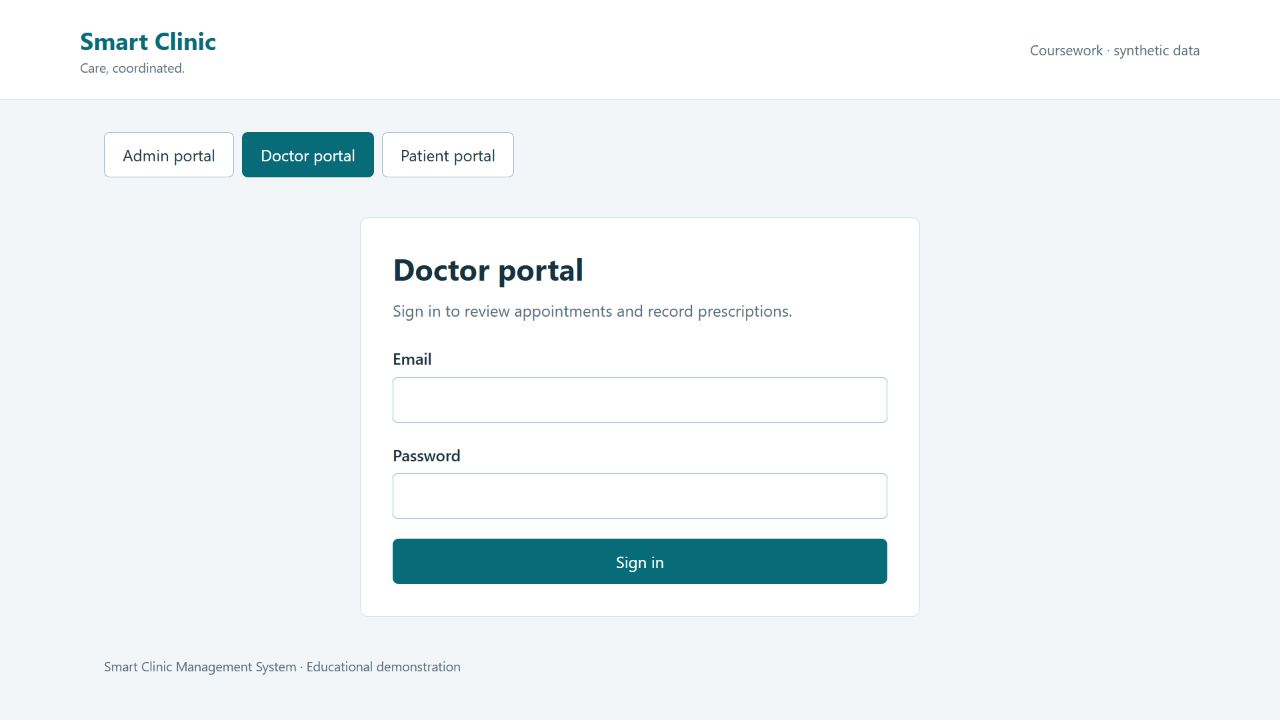 Smart Clinic
Care, coordinated.
Coursework · synthetic data
Admin portal
Doctor portal
Patient portal
Doctor portal
Sign in to review appointments and record prescriptions.
Email
Password
Sign in
Smart Clinic Management System · Educational demonstration